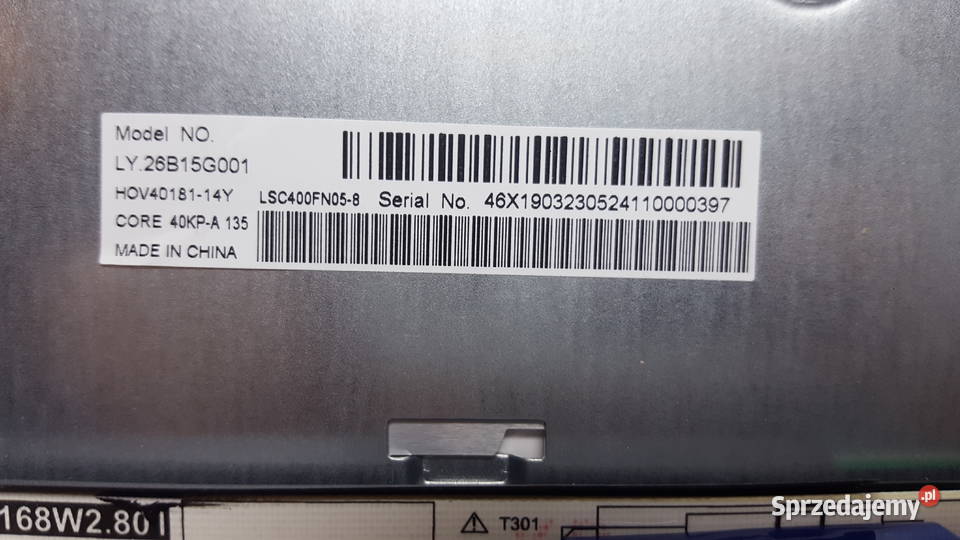 Model NO.
LY.26B15G001
HOV40181-14Y
LSC400FN05-8 Serial No. 46X1903230524110000397
CORE 40KP-A 135
MADE IN CHINA
168W2.80
T301
Sprzedajemy.pl